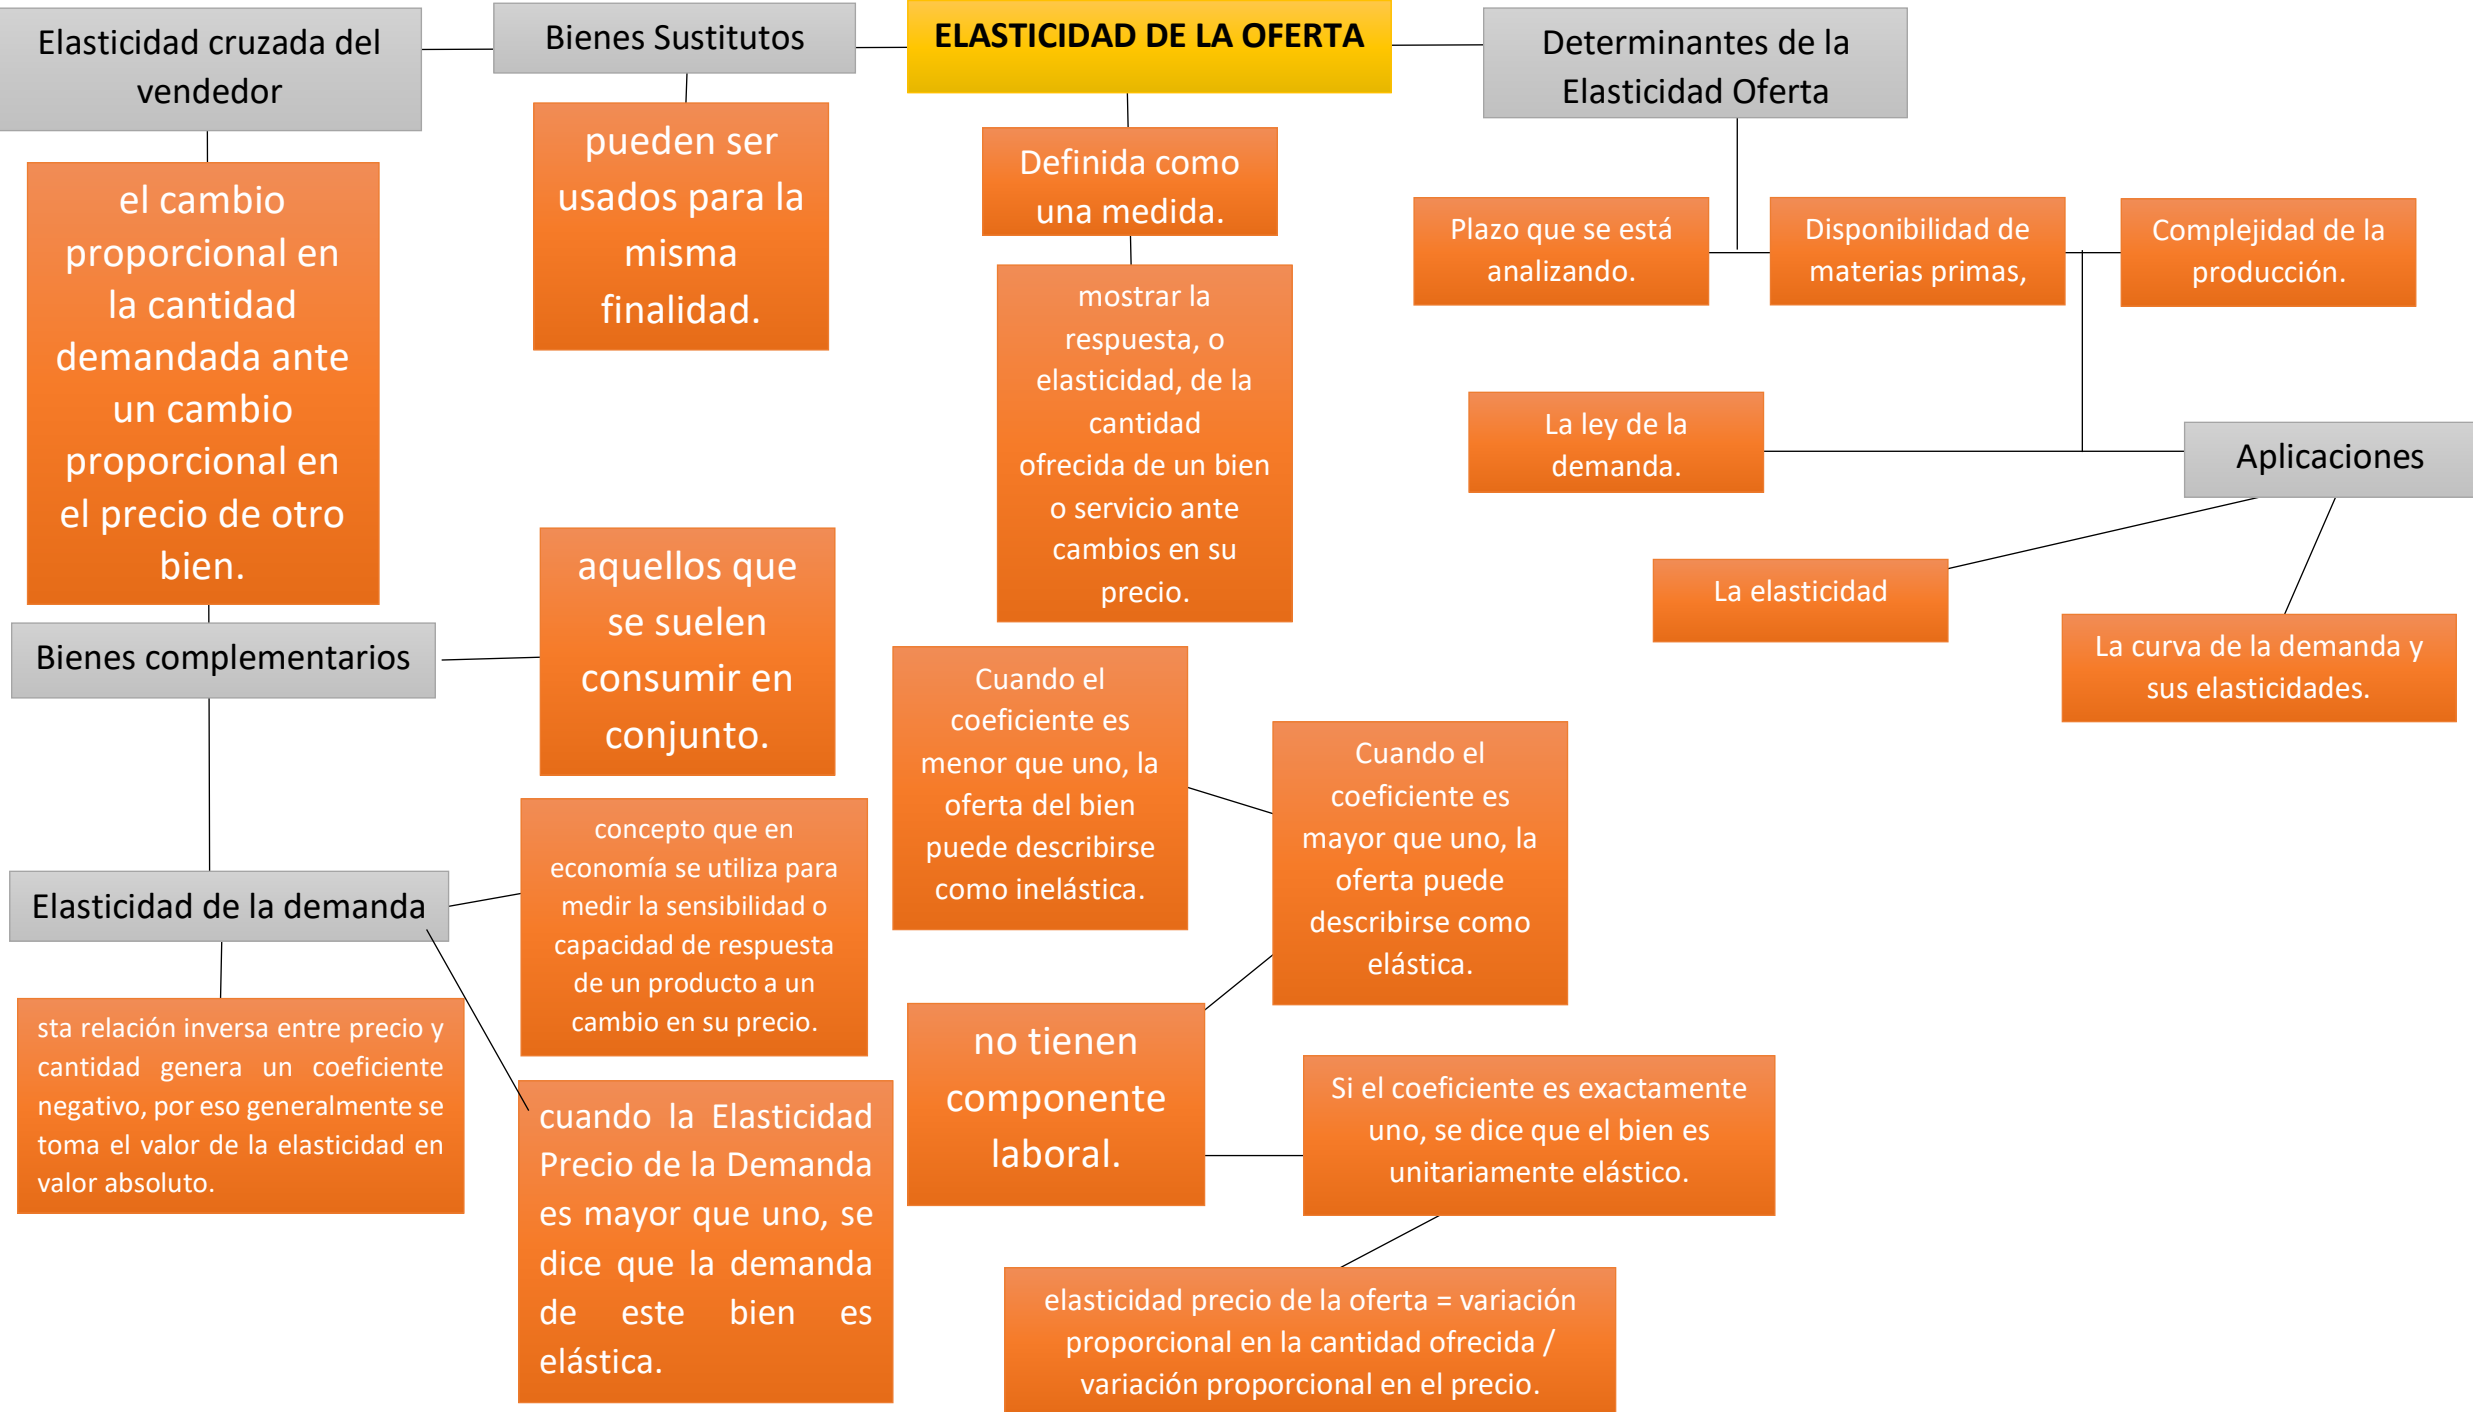 Elasticidad cruzada del
vendedor
Bienes Sustitutos
ELASTICIDAD DE LA OFERTA
Determinantes de la
Elasticidad Oferta
el cambio
proporcional en
la cantidad
demandada ante
un cambio
proporcional en
el precio de otro
bien.
pueden ser
usados para la
misma
finalidad.
Definida como
una medida.
mostrar la
respuesta, o
elasticidad, de la
cantidad
ofrecida de un bien
o servicio ante
cambios en su
precio.
Plazo que se está
analizando.
Disponibilidad de
materias primas,
Complejidad de la
producción.
La ley de la
demanda.
Aplicaciones
La elasticidad
La curva de la demanda y
sus elasticidades.
Bienes complementarios
aquellos que
se suelen
consumir en
conjunto.
Cuando el
coeficiente es
menor que uno, la
oferta del bien
puede describirse
como inelástica.
Cuando el
coeficiente es
mayor que uno, la
oferta puede
describirse como
elástica.
Elasticidad de la demanda
concepto que en
economía se utiliza para
medir la sensibilidad o
capacidad de respuesta
de un producto a un
cambio en su precio.
sta relación inversa entre precio y
cantidad genera un coeficiente
negativo, por eso generalmente se
toma el valor de la elasticidad en
valor absoluto.
cuando la Elasticidad
Precio de la Demanda
es mayor que uno, se
dice que la demanda
de este bien es
elástica.
no tienen
componente
laboral.
Si el coeficiente es exactamente
uno, se dice que el bien es
unitariamente elástico.
elasticidad precio de la oferta = variación
proporcional en la cantidad ofrecida /
variación proporcional en el precio.